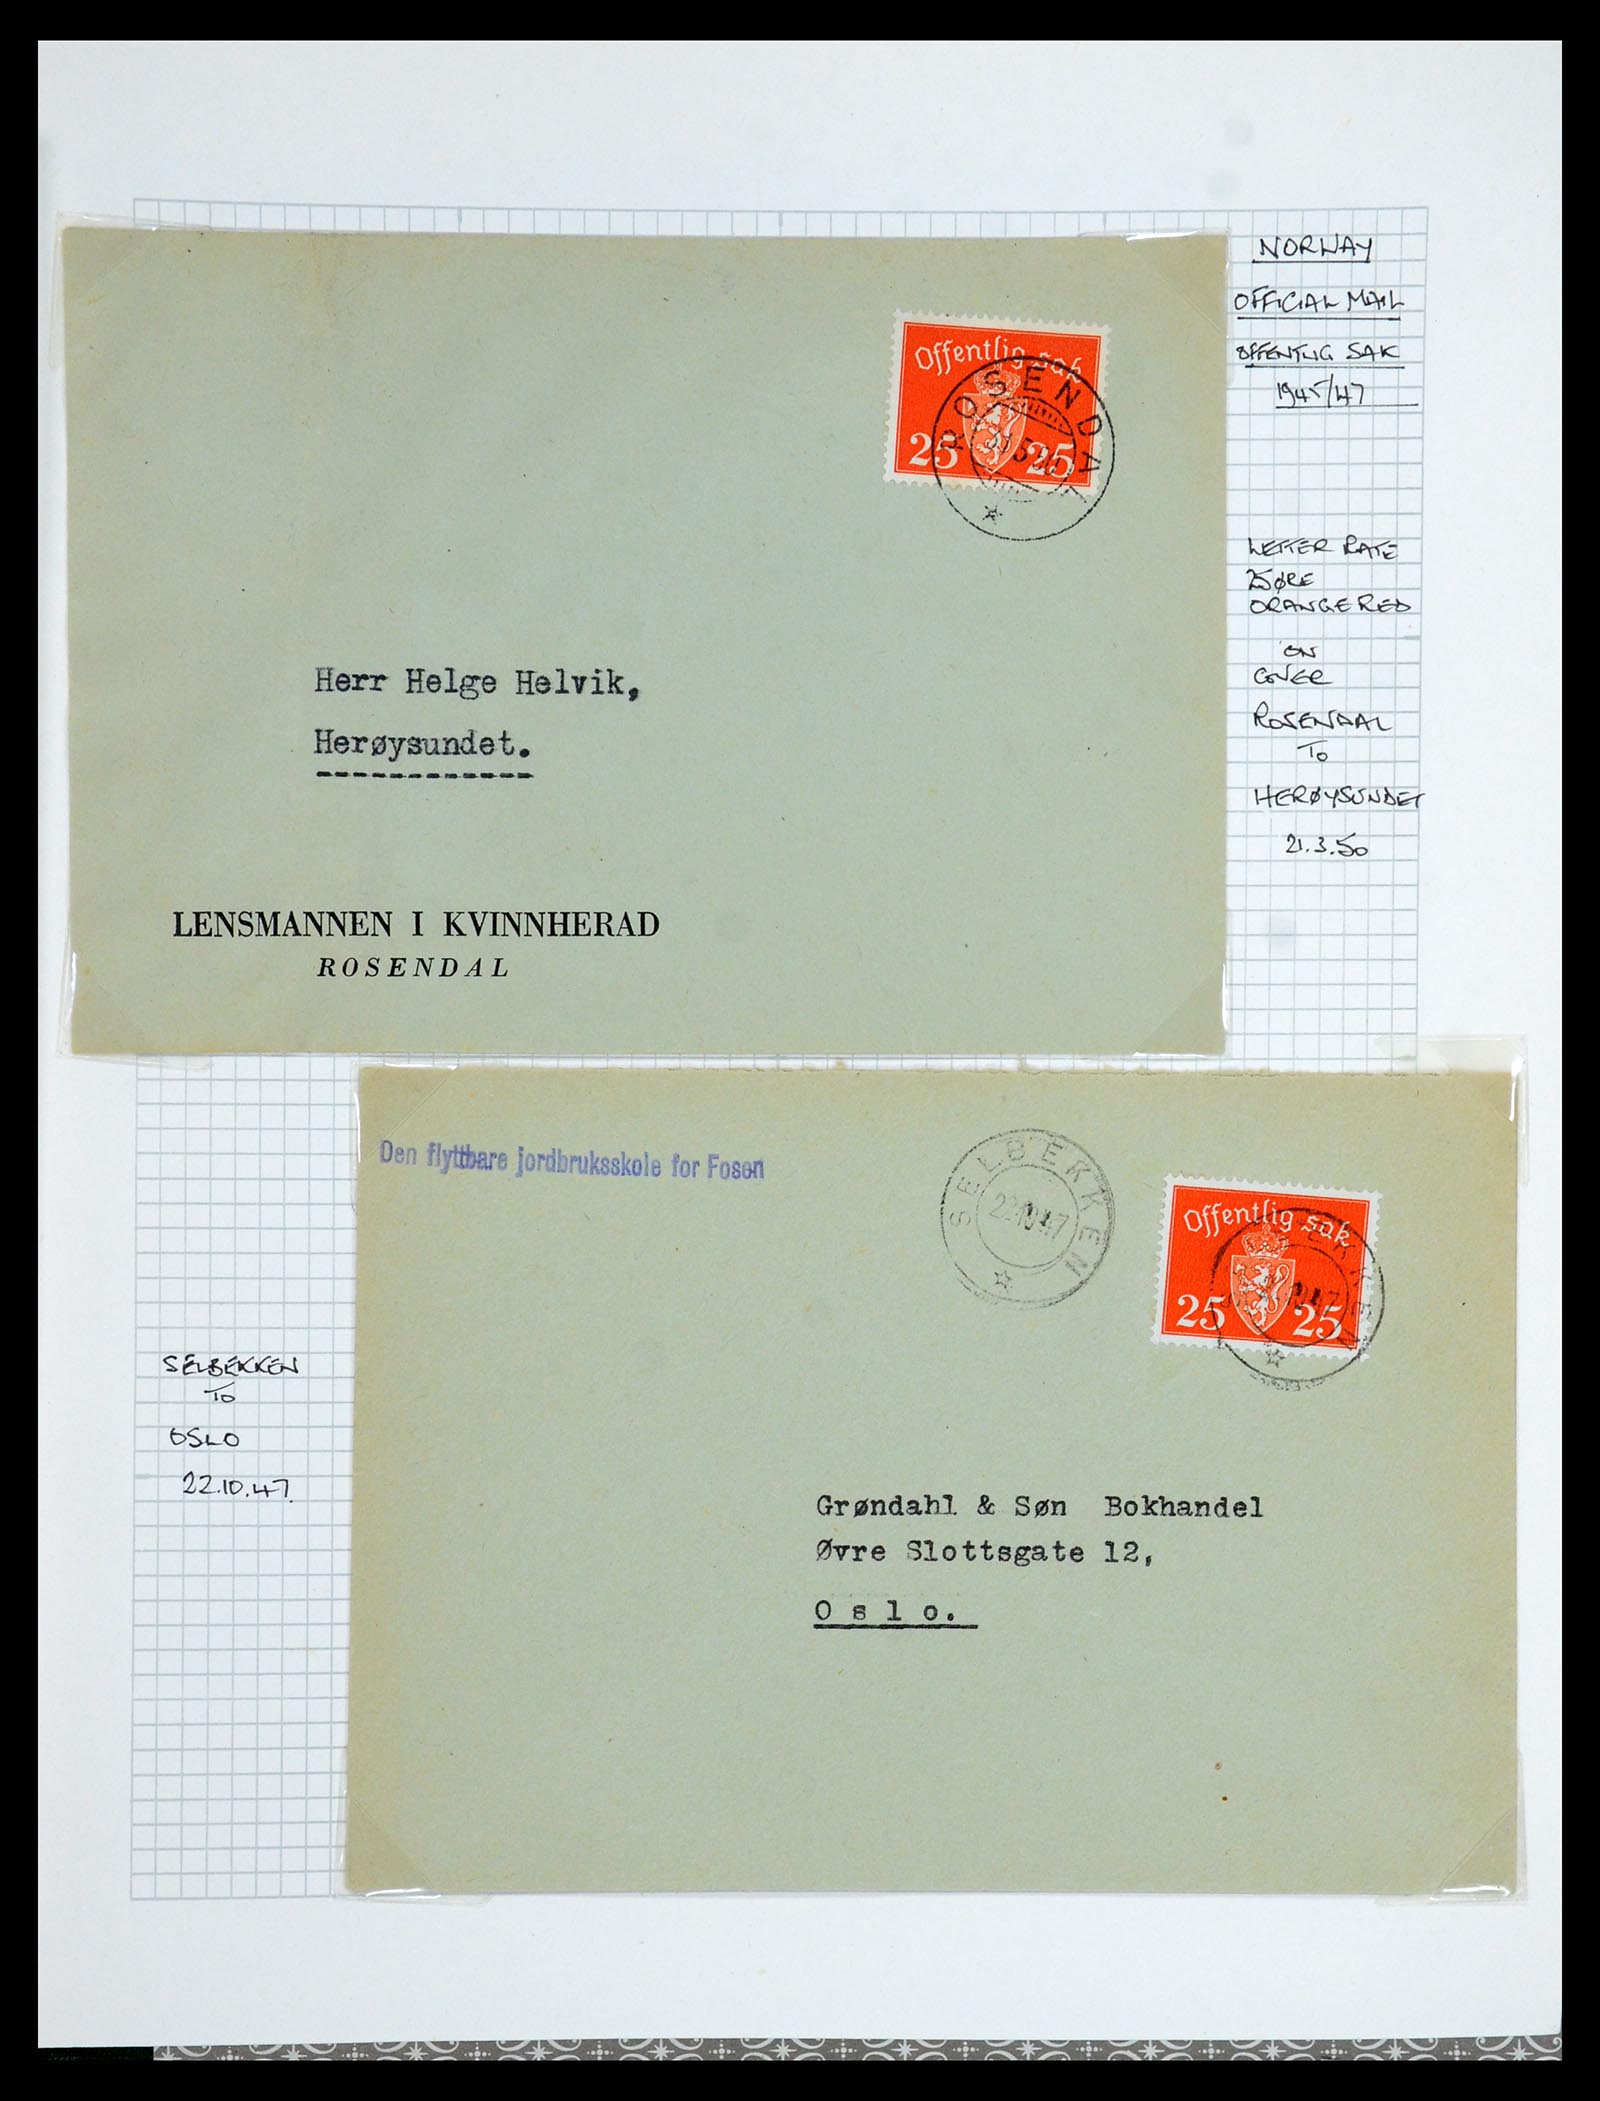 NORWAY
OFFICIAL MAIL
OFFENTLIG SAK
1945/47
Offentlig sak
25 25
ROSENDAL
LETTER RATE
25 ØRE
ORANGE RED
ON
COVER
ROSENDAL
TO
HERØYSUNDET
21.3.50
Herr Helge Helvik,
Herøysundet.
LENSMANNEN I KVINNHERAD
ROSENDAL
Den flyttbare jordbruksskole for Fosen
SELBEKKEN
22.10.47
Offentlig sak
25 25
SELBEKKEN
TO
OSLO
22.10.47.
Grøndahl & Søn Bokhandel
Øvre Slottsgate 12,
Oslo.